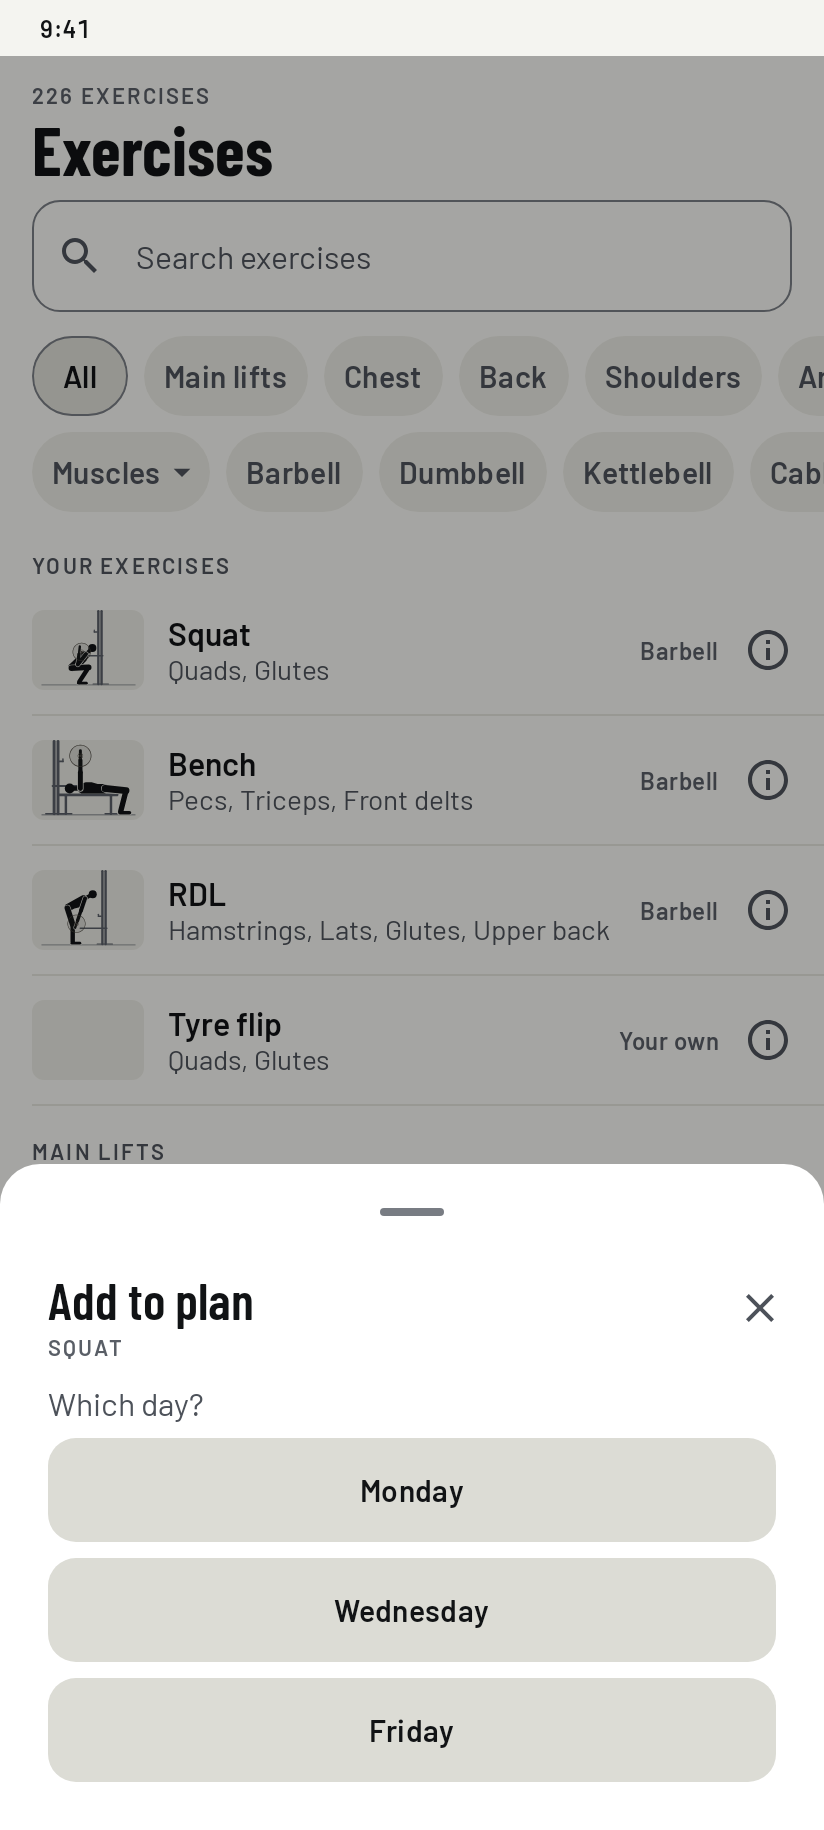 9:41
226 EXERCISES
Exercises
Search exercises
All Main lifts Chest Back Shoulders
Muscles Barbell Dumbbell Kettlebell
YOUR EXERCISES
Squat
Quads, Glutes
Barbell
Bench
Pecs, Triceps, Front delts
Barbell
RDL
Hamstrings, Lats, Glutes, Upper back
Barbell
Tyre flip
Quads, Glutes
Your own
MAIN LIFTS
Add to plan
SQUAT
Which day?
Monday
Wednesday
Friday